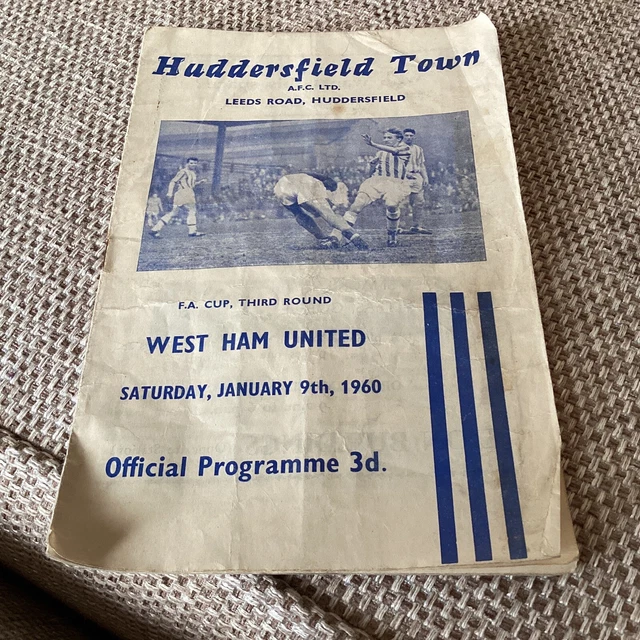 Huddersfield Town
A.F.C. LTD.
LEEDS ROAD, HUDDERSFIELD
F.A. CUP, THIRD ROUND
WEST HAM UNITED
SATURDAY, JANUARY 9th, 1960
Official Programme 3d.